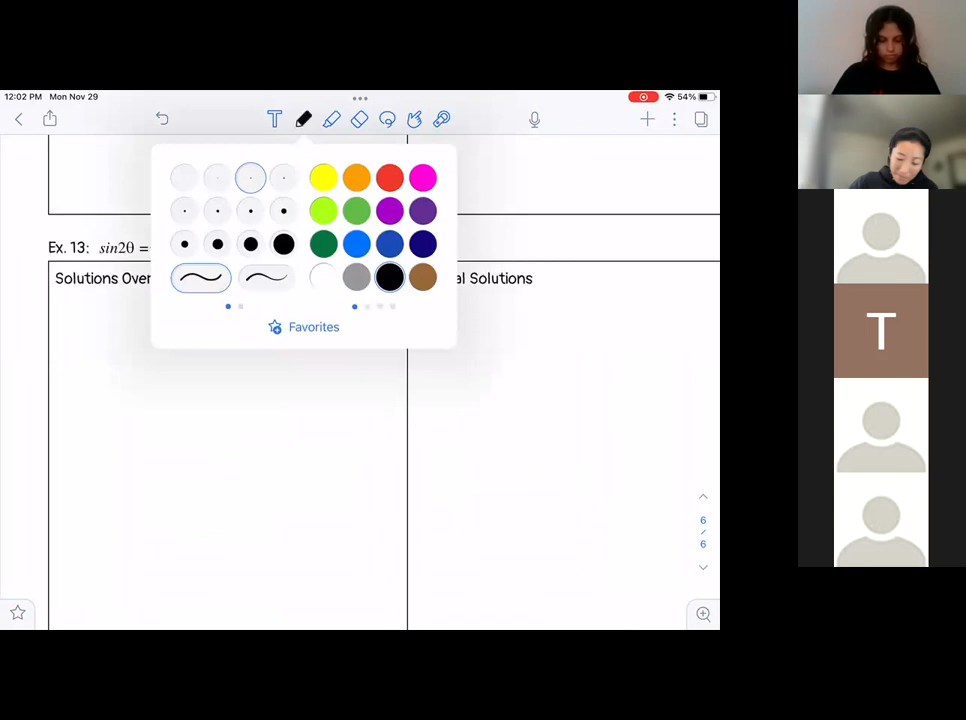 12:02 PM Mon Nov 29
54%
T
Ex. 13: sin2θ =
Favorites
Solutions Over
al Solutions
6
6
T